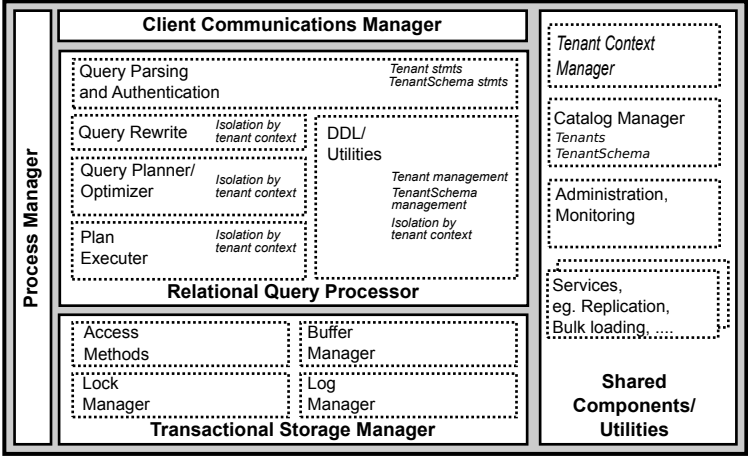 Process Manager
Client Communications Manager
Query Parsing
and Authentication
Tenant stmts
TenantSchema stmts
Query Rewrite
Isolation by
tenant context
Query Planner/
Optimizer
Isolation by
tenant context
Plan
Executer
Isolation by
tenant context
DDL/
Utilities
Tenant management
TenantSchema
management
Isolation by
tenant context
Relational Query Processor
Access
Methods
Buffer
Manager
Lock
Manager
Log
Manager
Transactional Storage Manager
Tenant Context
Manager
Catalog Manager
Tenants
TenantSchema
Administration,
Monitoring
Services,
eg. Replication,
Bulk loading, ....
Shared
Components/
Utilities